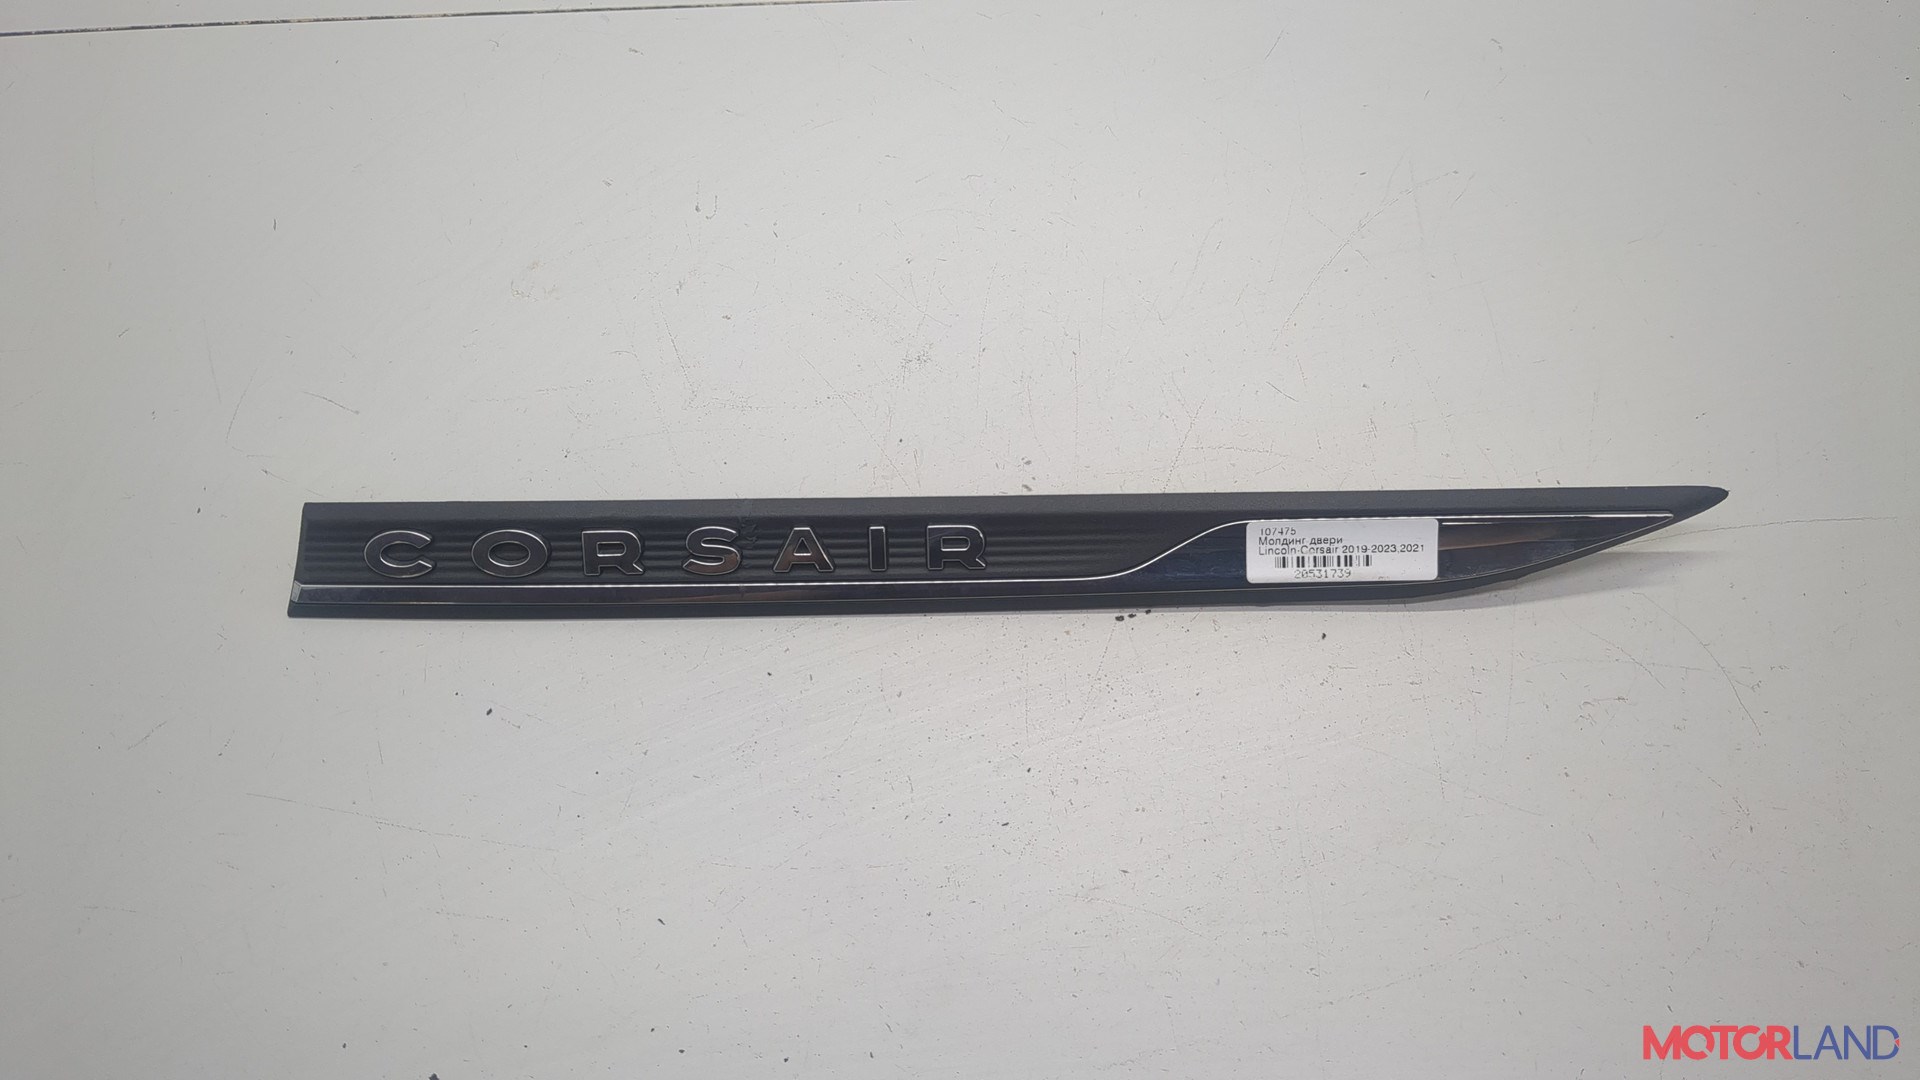 CORSAIR
107475
Молдинг двери
Lincoln Corsair 2019-2023,2021
20531739
MOTORLAND